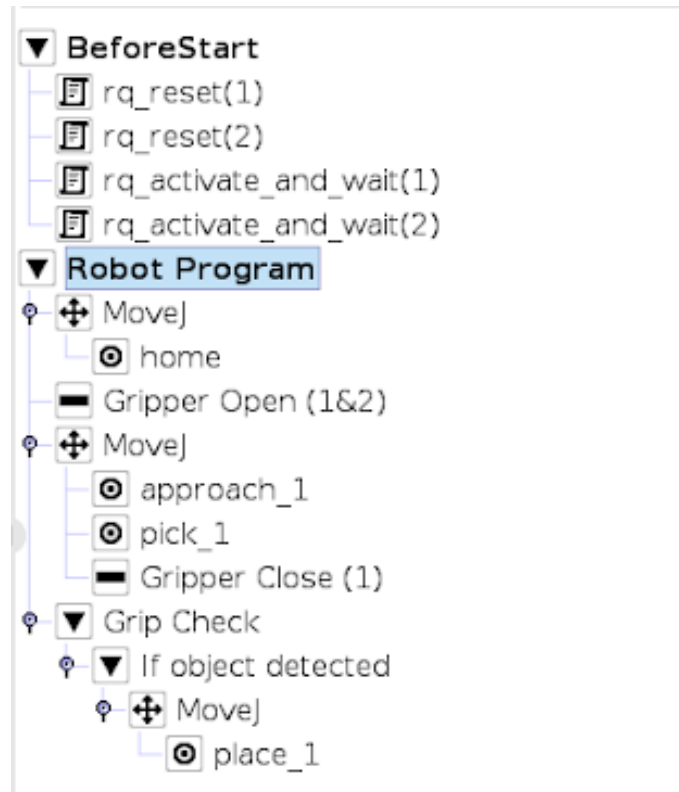 BeforeStart
rq_reset(1)
rq_reset(2)
rq_activate_and_wait(1)
rq_activate_and_wait(2)
Robot Program
MoveJ
home
Gripper Open (1&2)
MoveJ
approach_1
pick_1
Gripper Close (1)
Grip Check
If object detected
MoveJ
place_1